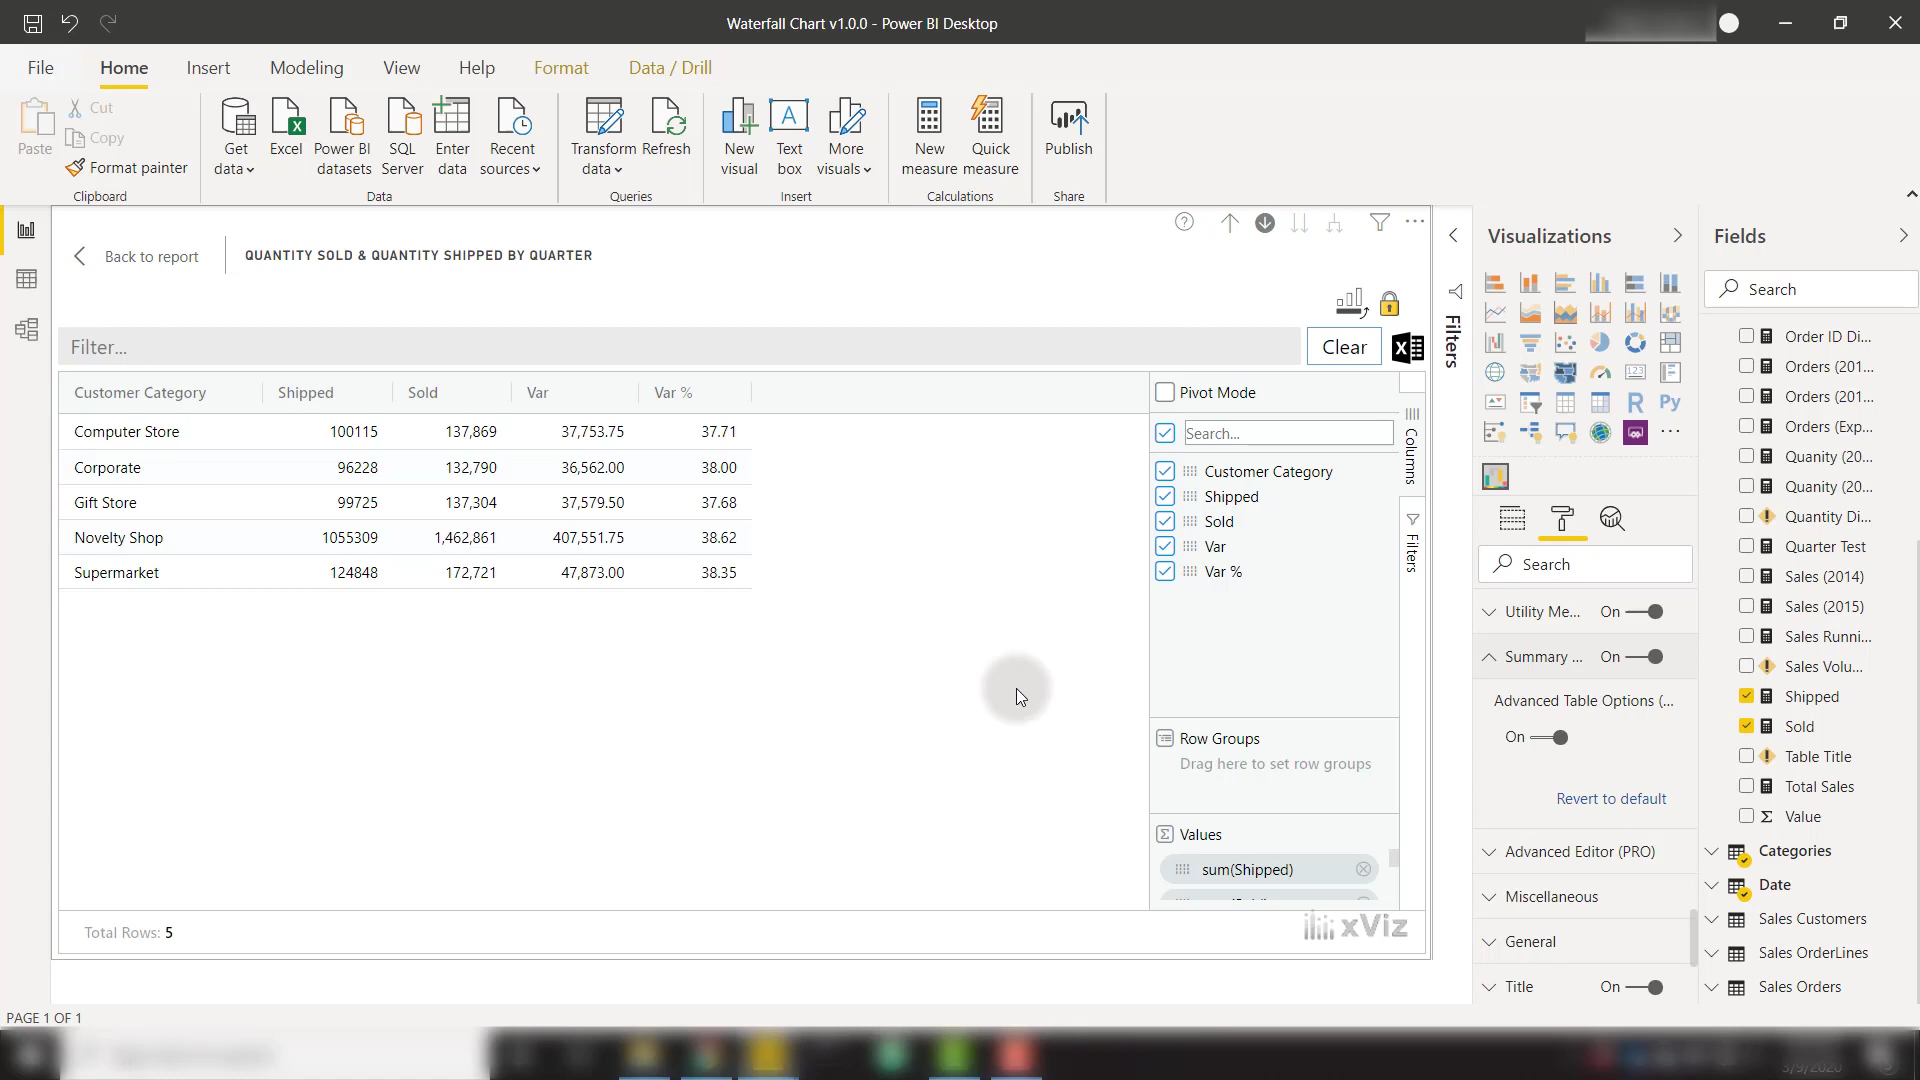 Waterfall Chart v1.0.0 - Power BI Desktop
File Home Insert Modeling View Help Format Data / Drill
Paste
Cut
Copy
Format painter
Clipboard
Get data
Excel
Power BI datasets
SQL Server
Enter data
Recent sources
Data
Transform data
Refresh
Queries
New visual
Text box
More visuals
Insert
New measure
Quick measure
Calculations
Publish
Share
Back to report
QUANTITY SOLD & QUANTITY SHIPPED BY QUARTER
Filter...
Clear
Customer Category Shipped Sold Var Var %
Computer Store 100115 137,869 37,753.75 37.71
Corporate 96228 132,790 36,562.00 38.00
Gift Store 99725 137,304 37,579.50 37.68
Novelty Shop 1055309 1,462,861 407,551.75 38.62
Supermarket 124848 172,721 47,873.00 38.35
Total Rows: 5
Pivot Mode
Search...
Customer Category
Shipped
Sold
Var
Var %
Row Groups
Drag here to set row groups
Values
sum(Shipped)
Columns
Filters
xViz
Filters
Visualizations
R Py
Search
Utility Me... On
Summary ... On
Advanced Table Options (...
On
Revert to default
Advanced Editor (PRO)
Miscellaneous
General
Title On
Fields
Search
Order ID Di...
Orders (201...
Orders (201...
Orders (Exp...
Quanity (20...
Quanity (20...
Quantity Di...
Quarter Test
Sales (2014)
Sales (2015)
Sales Runni...
Sales Volu...
Shipped
Sold
Table Title
Total Sales
Value
Categories
Date
Sales Customers
Sales OrderLines
Sales Orders
PAGE 1 OF 1
3/9/2020